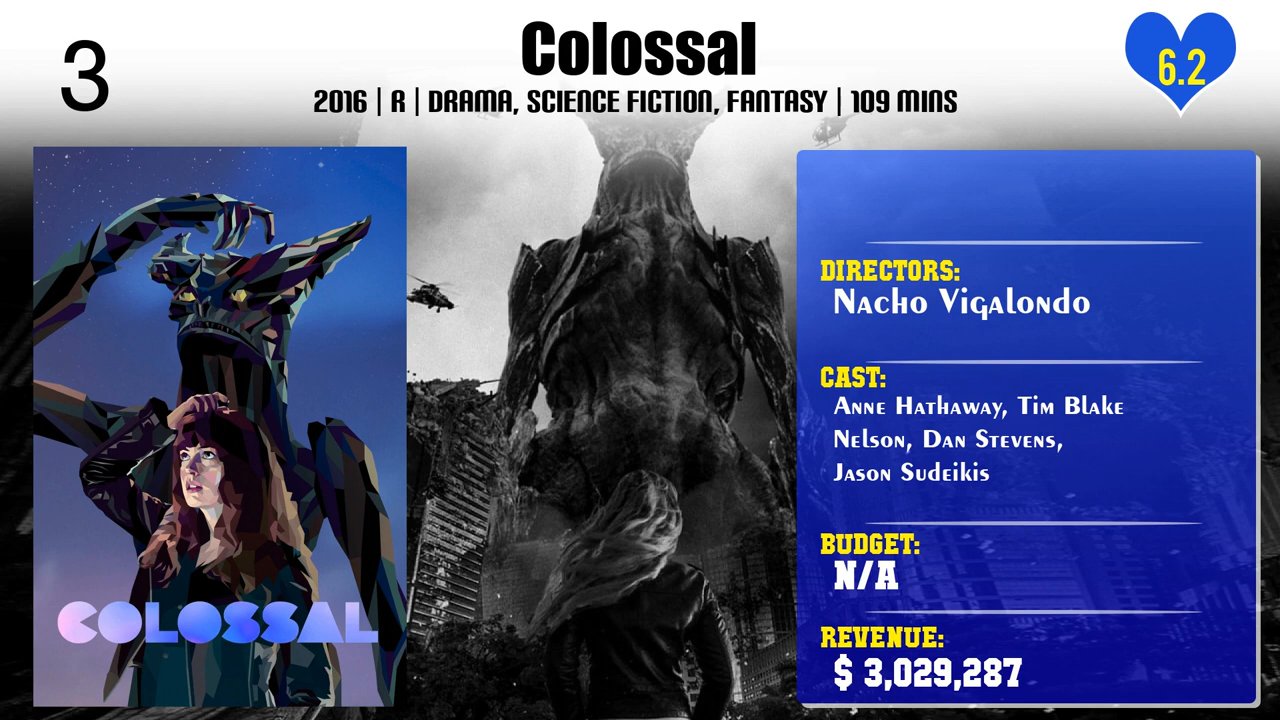 3
Colossal
6.2
2016 | R | DRAMA, SCIENCE FICTION, FANTASY | 109 MINS
COLOSSAL
DIRECTORS:
Nacho Vigalondo
CAST:
Anne Hathaway, Tim Blake
Nelson, Dan Stevens,
Jason Sudeikis
BUDGET:
N/A
REVENUE:
$ 3,029,287